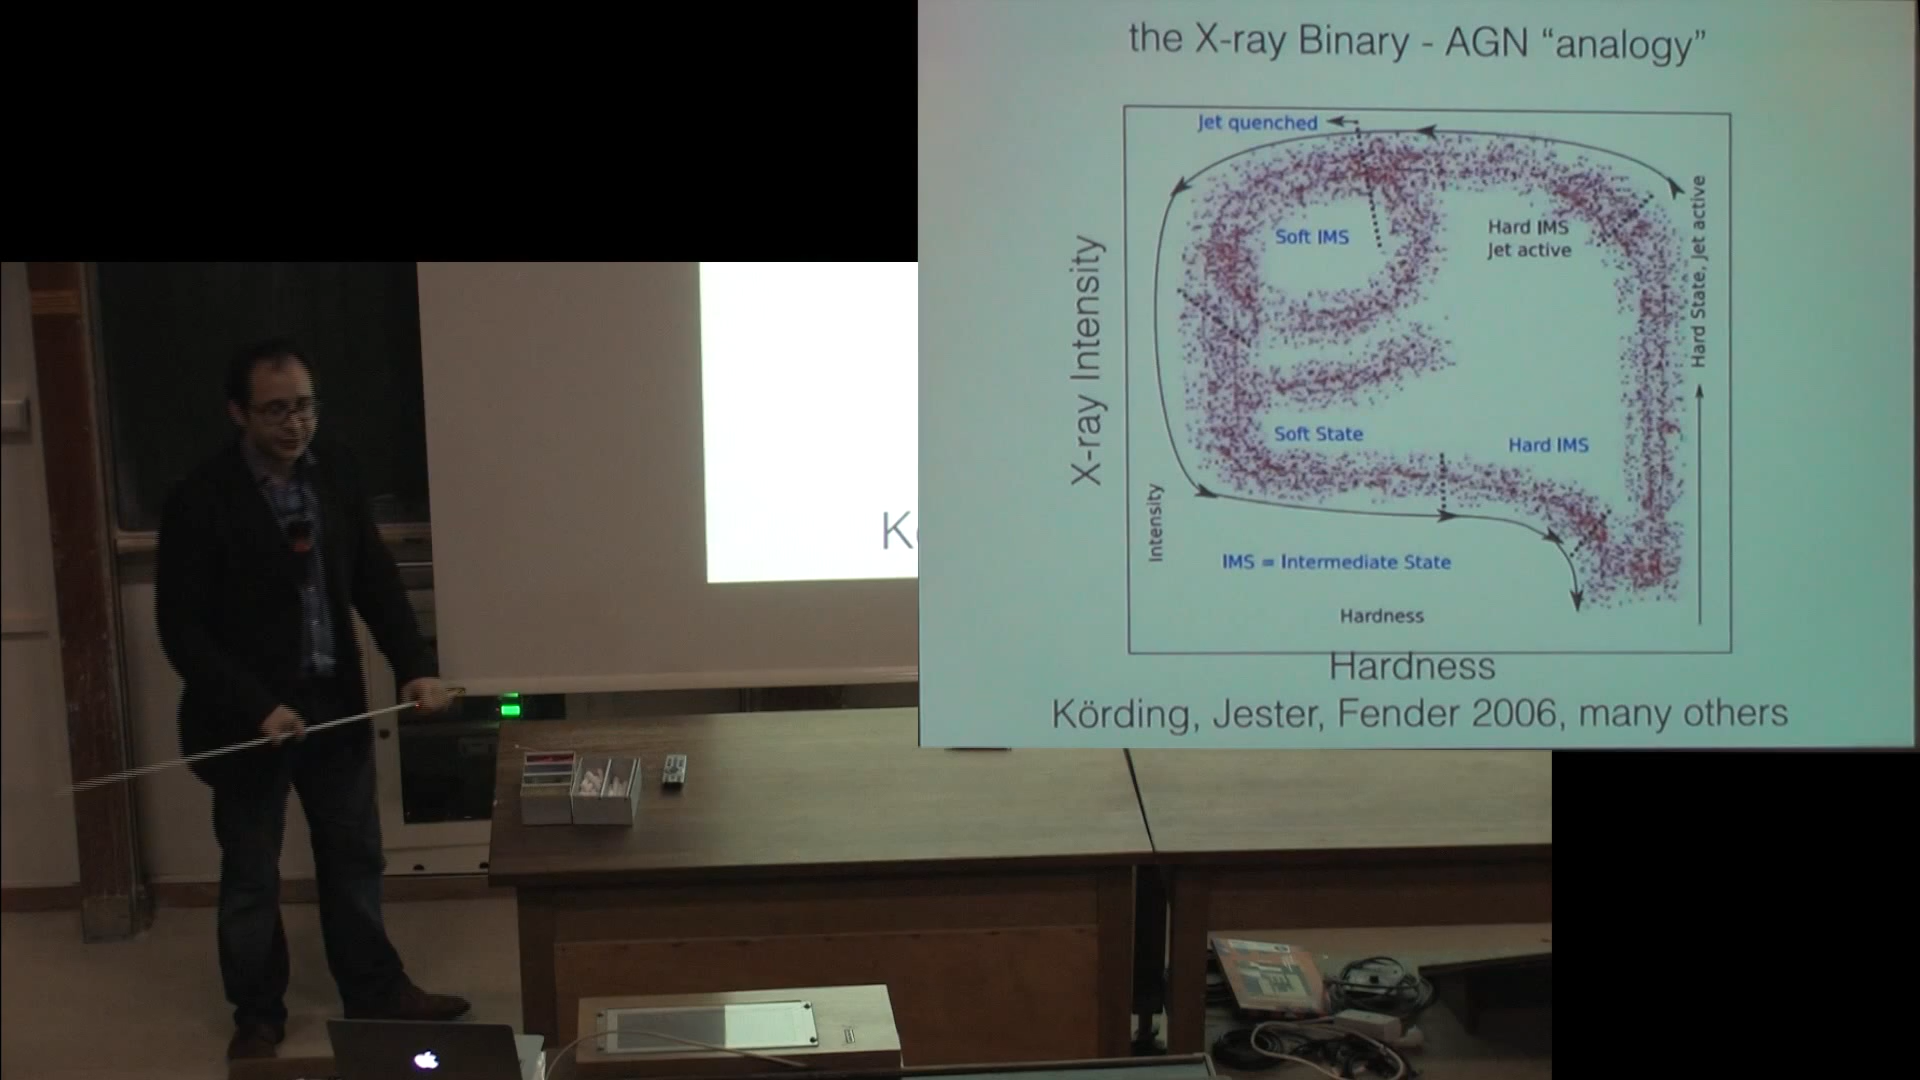 the X-ray Binary - AGN “analogy”
Jet quenched
Soft IMS
Hard IMS
Jet active
Hard State, Jet active
X-ray Intensity
Soft State
Hard IMS
Intensity
IMS = Intermediate State
Hardness
Hardness
Körding, Jester, Fender 2006, many others
K